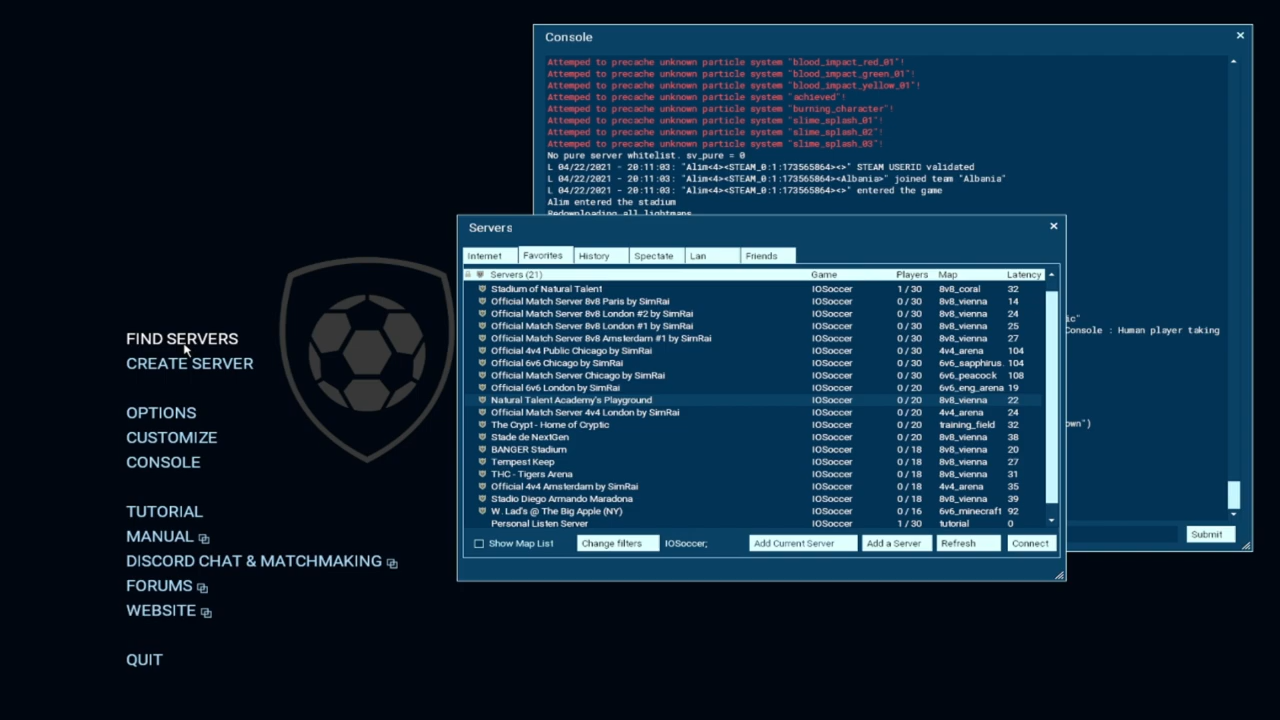 Console
Attemped to precache unknown particle system "blood_impact_red_01"!
Attemped to precache unknown particle system "blood_impact_green_01"!
Attemped to precache unknown particle system "blood_impact_yellow_01"!
Attemped to precache unknown particle system "achieved"!
Attemped to precache unknown particle system "burning_character"!
Attemped to precache unknown particle system "slime_splash_01"!
Attemped to precache unknown particle system "slime_splash_02"!
Attemped to precache unknown particle system "slime_splash_03"!
No pure server whitelist. sv_pure = 0
L 04/22/2021 - 20:11:03: "Alim<4><STEAM_0:1:173565864><>" STEAM USERID validated
L 04/22/2021 - 20:11:03: "Alim<4><STEAM_0:1:173565864><Albania>" joined team "Albania"
L 04/22/2021 - 20:11:03: "Alim<4><STEAM_0:1:173565864><>" entered the game
Alim entered the stadium
Redownloading all lightmaps
ic"
Console : Human player taking
own")
Submit
Servers
Internet Favorites History Spectate Lan Friends
Servers (21) Game Players Map Latency
Stadium of Natural Talent IOSoccer 1 / 30 8v8_coral 32
Official Match Server 8v8 Paris by SimRai IOSoccer 0 / 30 8v8_vienna 14
Official Match Server 8v8 London #2 by SimRai IOSoccer 0 / 30 8v8_vienna 24
Official Match Server 8v8 London #1 by SimRai IOSoccer 0 / 30 8v8_vienna 25
Official Match Server 8v8 Amsterdam #1 by SimRai IOSoccer 0 / 30 8v8_vienna 27
Official 4v4 Public Chicago by SimRai IOSoccer 0 / 30 4v4_arena 104
Official 6v6 Chicago by SimRai IOSoccer 0 / 30 6v6_sapphirus 104
Official Match Server Chicago by SimRai IOSoccer 0 / 30 6v6_peacock 108
Official 6v6 London by SimRai IOSoccer 0 / 20 6v6_eng_arena 19
Natural Talent Academy's Playground IOSoccer 0 / 20 8v8_vienna 22
Official Match Server 4v4 London by SimRai IOSoccer 0 / 20 4v4_arena 24
The Crypt - Home of Cryptic IOSoccer 0 / 20 training_field 32
Stade de NextGen IOSoccer 0 / 20 8v8_vienna 38
BANGER Stadium IOSoccer 0 / 18 8v8_vienna 20
Tempest Keep IOSoccer 0 / 18 8v8_vienna 27
THC - Tigers Arena IOSoccer 0 / 18 8v8_vienna 31
Official 4v4 Amsterdam by SimRai IOSoccer 0 / 18 4v4_arena 35
Stadio Diego Armando Maradona IOSoccer 0 / 18 8v8_vienna 39
W. Lad's @ The Big Apple (NY) IOSoccer 0 / 16 6v6_minecraft 92
Personal Listen Server IOSoccer 1 / 30 tutorial 0
Show Map List Change filters IOSoccer; Add Current Server Add a Server Refresh Connect
FIND SERVERS
CREATE SERVER
OPTIONS
CUSTOMIZE
CONSOLE
TUTORIAL
MANUAL
DISCORD CHAT & MATCHMAKING
FORUMS
WEBSITE
QUIT